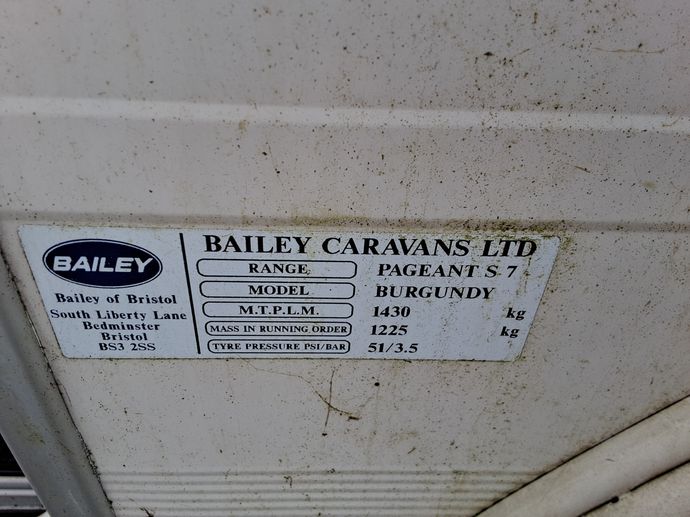 BAILEY
Bailey of Bristol
South Liberty Lane
Bedminster
Bristol
BS3 2SS
BAILEY CARAVANS LTD
RANGE PAGEANT S 7
MODEL BURGUNDY
M.T.P.L.M. 1430 kg
MASS IN RUNNING ORDER 1225 kg
TYRE PRESSURE PSI/BAR 51/3.5